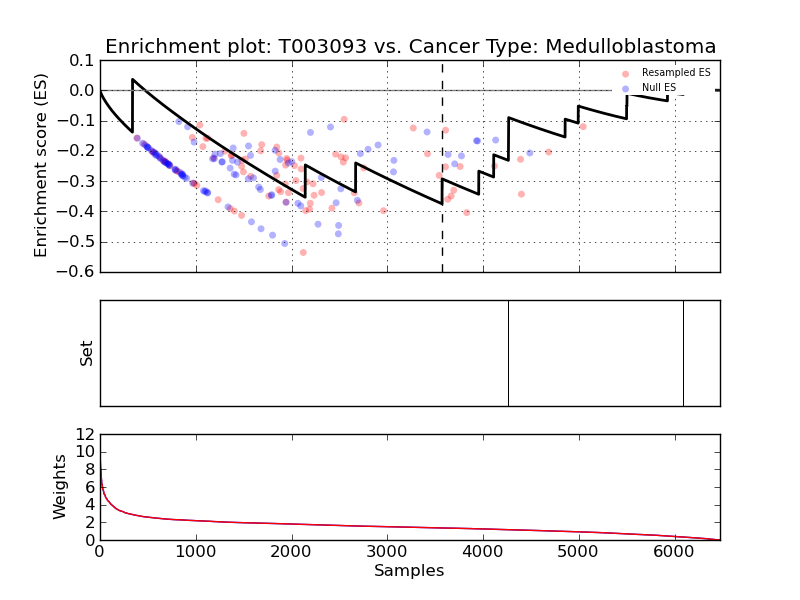 Enrichment plot: T003093 vs. Cancer Type: Medulloblastoma
Enrichment score (ES)
0.1
0.0
−0.1
−0.2
−0.3
−0.4
−0.5
−0.6
Resampled ES
Null ES
Set
Weights
12
10
8
6
4
2
0
0 1000 2000 3000 4000 5000 6000
Samples